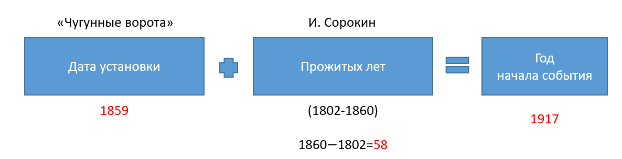 «Чугунные ворота»
И. Сорокин
Дата установки
Прожитых лет
Год
начала события
1859
(1802-1860)
1917
1860−1802=58